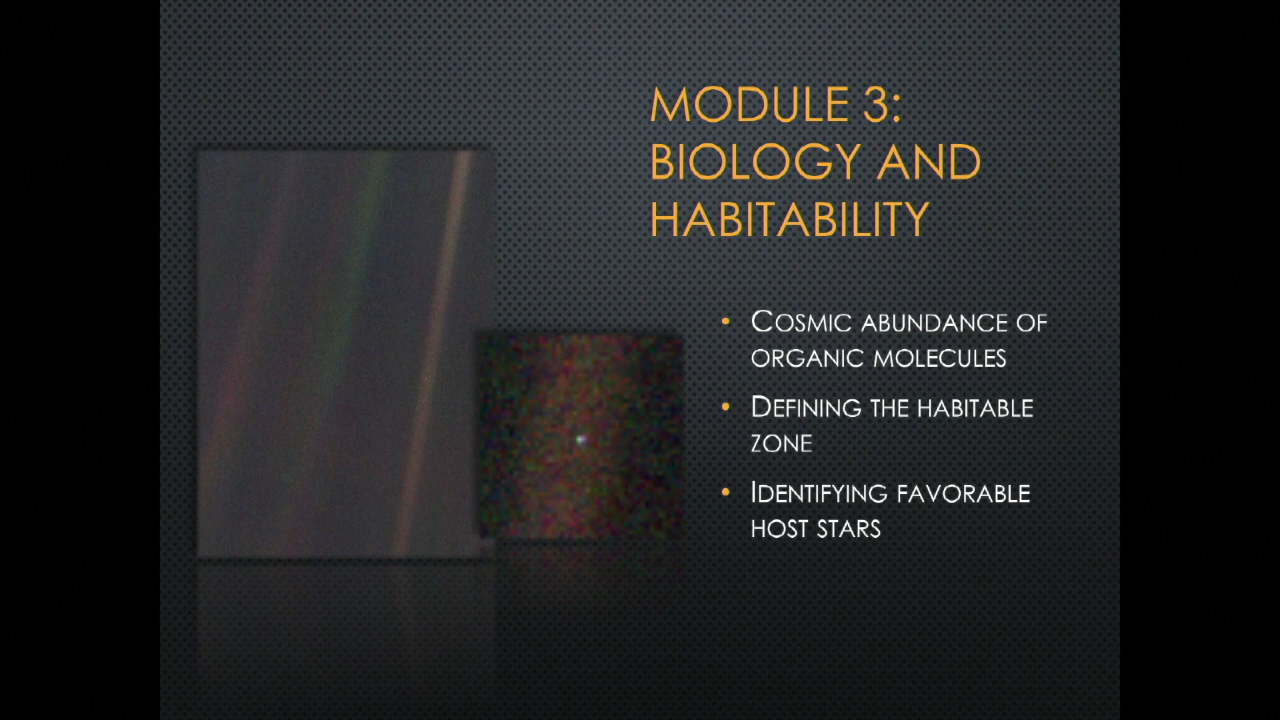 MODULE 3:
BIOLOGY AND
HABITABILITY
• COSMIC ABUNDANCE OF
ORGANIC MOLECULES
• DEFINING THE HABITABLE
ZONE
• IDENTIFYING FAVORABLE
HOST STARS